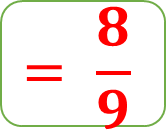 = 8/9